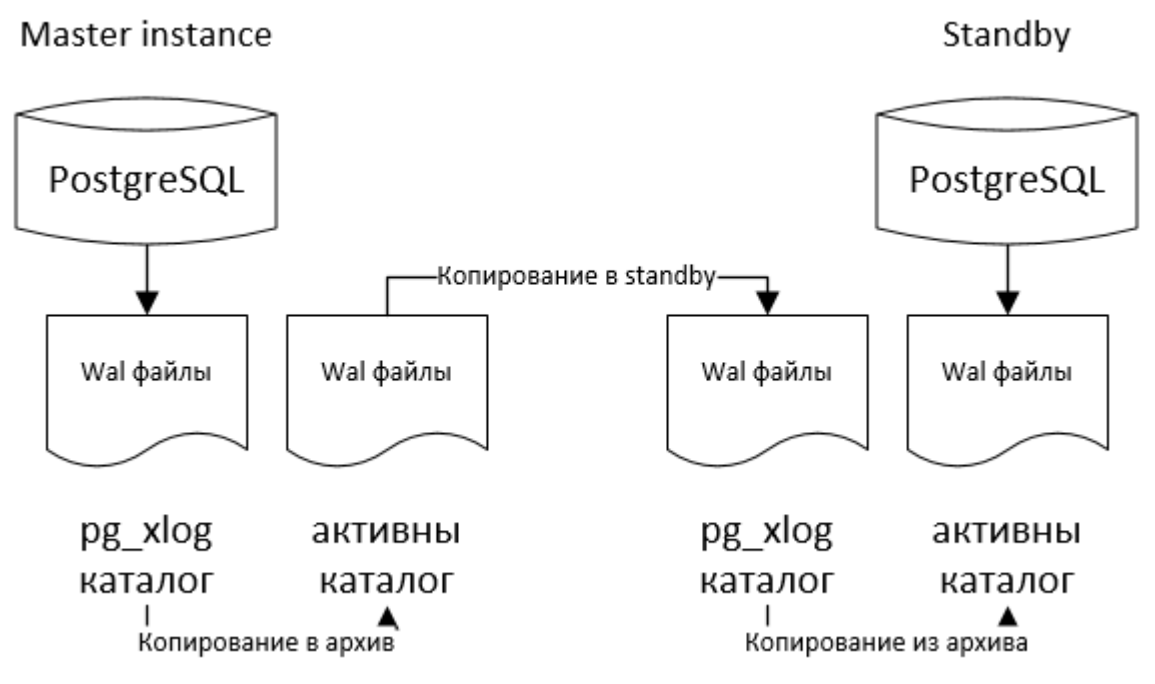 Master instance
Standby
PostgreSQL
PostgreSQL
Копирование в standby
Wal файлы
Wal файлы
Wal файлы
Wal файлы
pg_xlog
каталог
активны
каталог
pg_xlog
каталог
активны
каталог
Копирование в архив
Копирование из архива